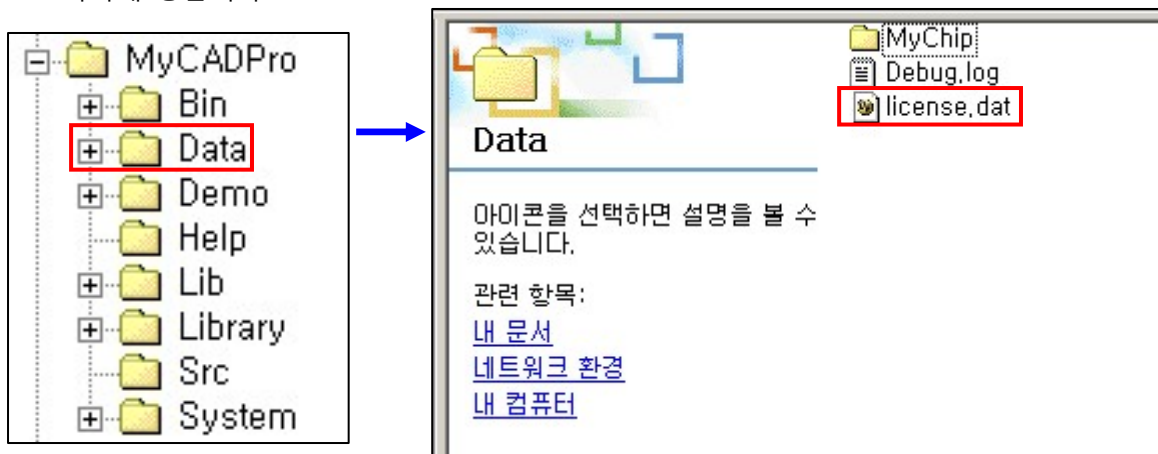 MyCADPro
Bin
Data
Demo
Help
Lib
Library
Src
System
Data
아이콘을 선택하면 설명을 볼 수
있습니다.
관련 항목:
내 문서
네트워크 환경
내 컴퓨터
MyChip
Debug.log
license.dat